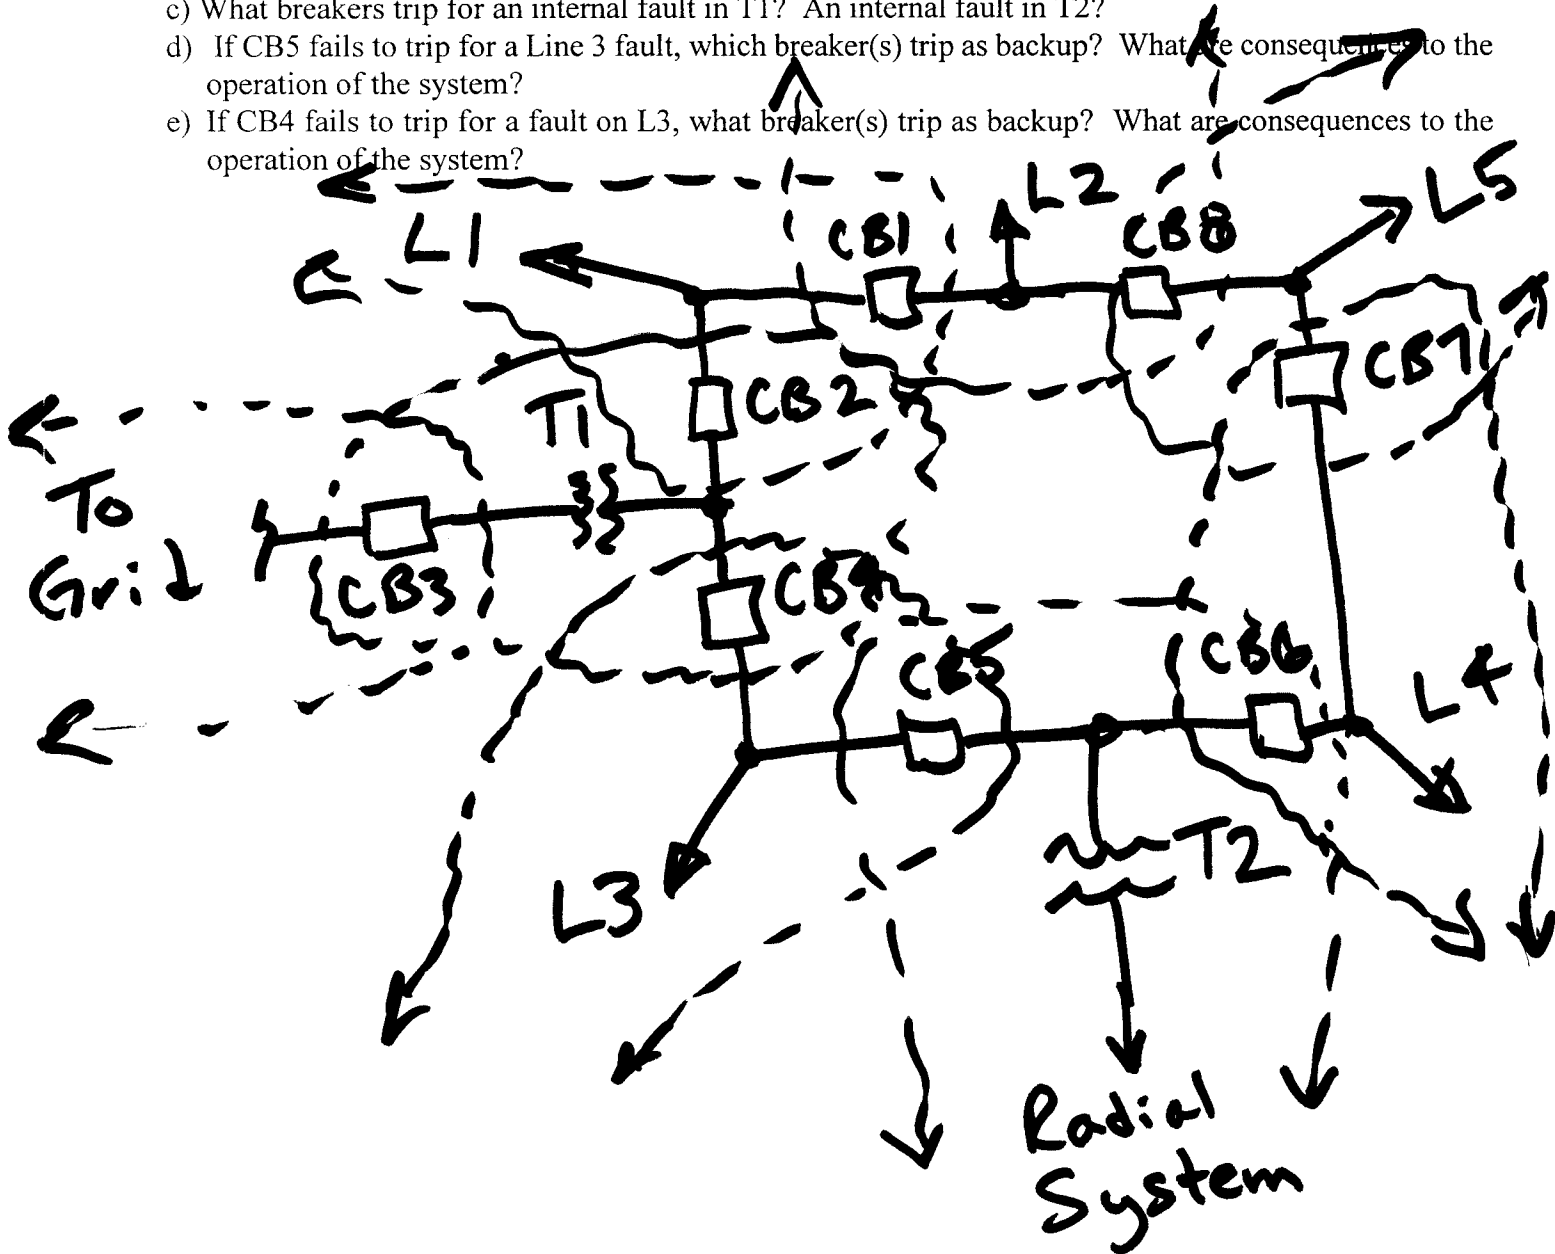 c) What breakers trip for an internal fault in T1? An internal fault in T2?
d) If CB5 fails to trip for a Line 3 fault, which breaker(s) trip as backup? What are consequences to the
operation of the system?
e) If CB4 fails to trip for a fault on L3, what breaker(s) trip as backup? What are consequences to the
operation of the system?
L2
L5
L1
CB1
CB8
CB7
T1
CB2
To
Grid
CB3
CB4
CB5
CB6
L4
T2
L3
Radial
System